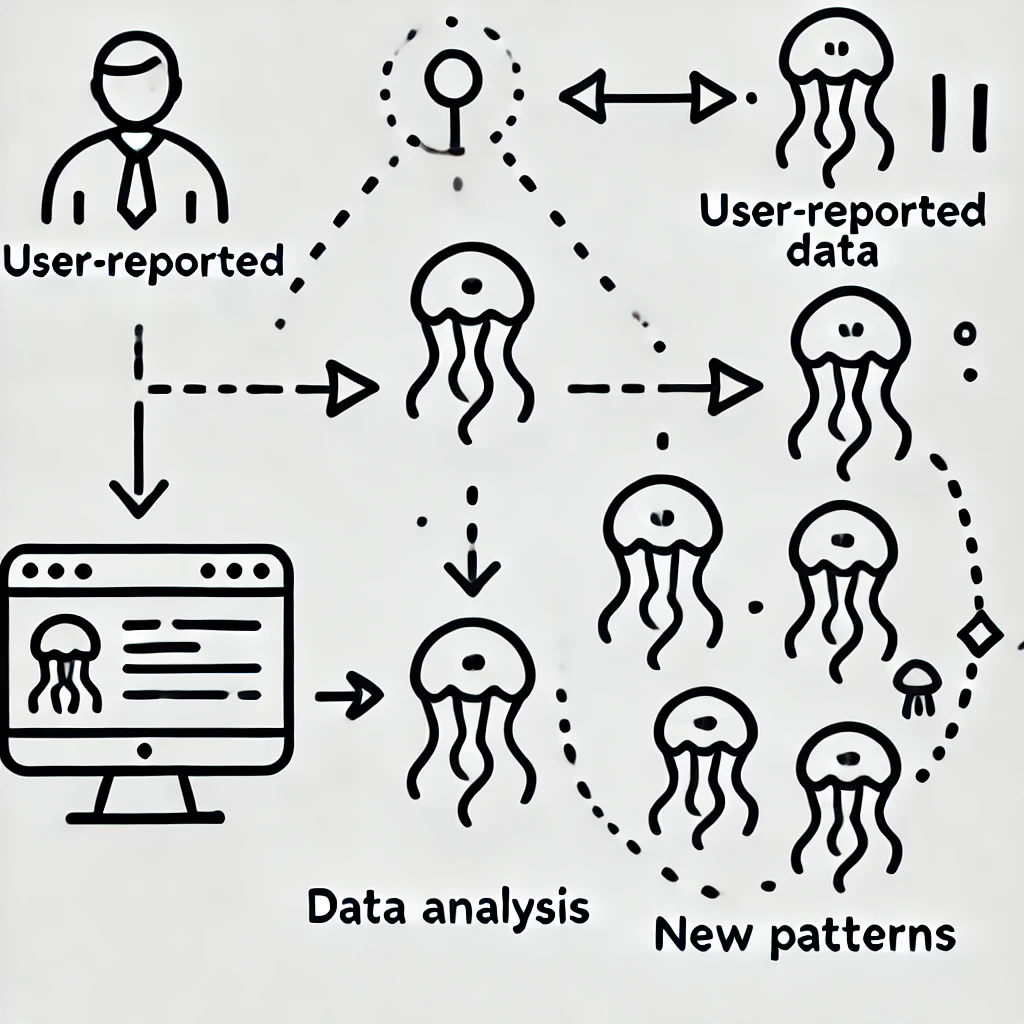 User-reported
User-reported
data
Data analysis
New patterns